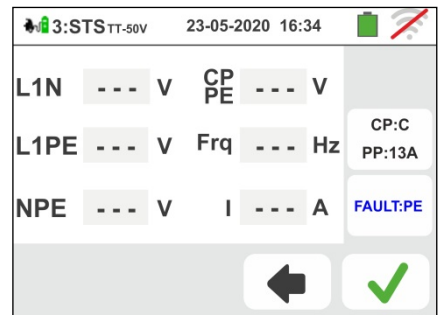 3:STS TT-50V 23-05-2020 16:34
L1N --- V CP PE --- V
L1PE --- V Frq --- Hz
NPE --- V I --- A
CP:C
PP:13A
FAULT:PE